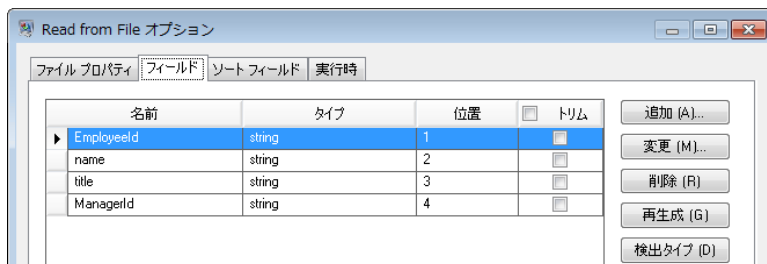 Read from File オプション
ファイル プロパティ フィールド ソート フィールド 実行時
名前 タイプ 位置 トリム
EmployeeId string 1
name string 2
title string 3
ManagerId string 4
追加 (A)...
変更 (M)...
削除 (R)
再生成 (G)
検出タイプ (D)